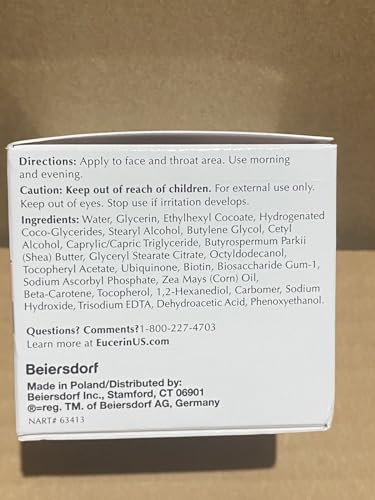 Directions: Apply to face and throat area. Use morning
and evening.
Caution: Keep out of reach of children. For external use only.
Keep out of eyes. Stop use if irritation develops.
Ingredients: Water, Glycerin, Ethylhexyl Cocoate, Hydrogenated
Coco-Glycerides, Stearyl Alcohol, Butylene Glycol, Cetyl
Alcohol, Caprylic/Capric Triglyceride, Butyrospermum Parkii
(Shea) Butter, Glyceryl Stearate Citrate, Octyldodecanol,
Tocopheryl Acetate, Ubiquinone, Biotin, Biosaccharide Gum-1,
Sodium Ascorbyl Phosphate, Zea Mays (Corn) Oil,
Beta-Carotene, Tocopherol, 1,2-Hexanediol, Carbomer, Sodium
Hydroxide, Trisodium EDTA, Dehydroacetic Acid, Phenoxyethanol.
Questions? Comments?1-800-227-4703
Learn more at EucerinUS.com
Beiersdorf
Made in Poland/Distributed by:
Beiersdorf Inc., Stamford, CT 06901
®=reg. TM. of Beiersdorf AG, Germany
NART# 63413